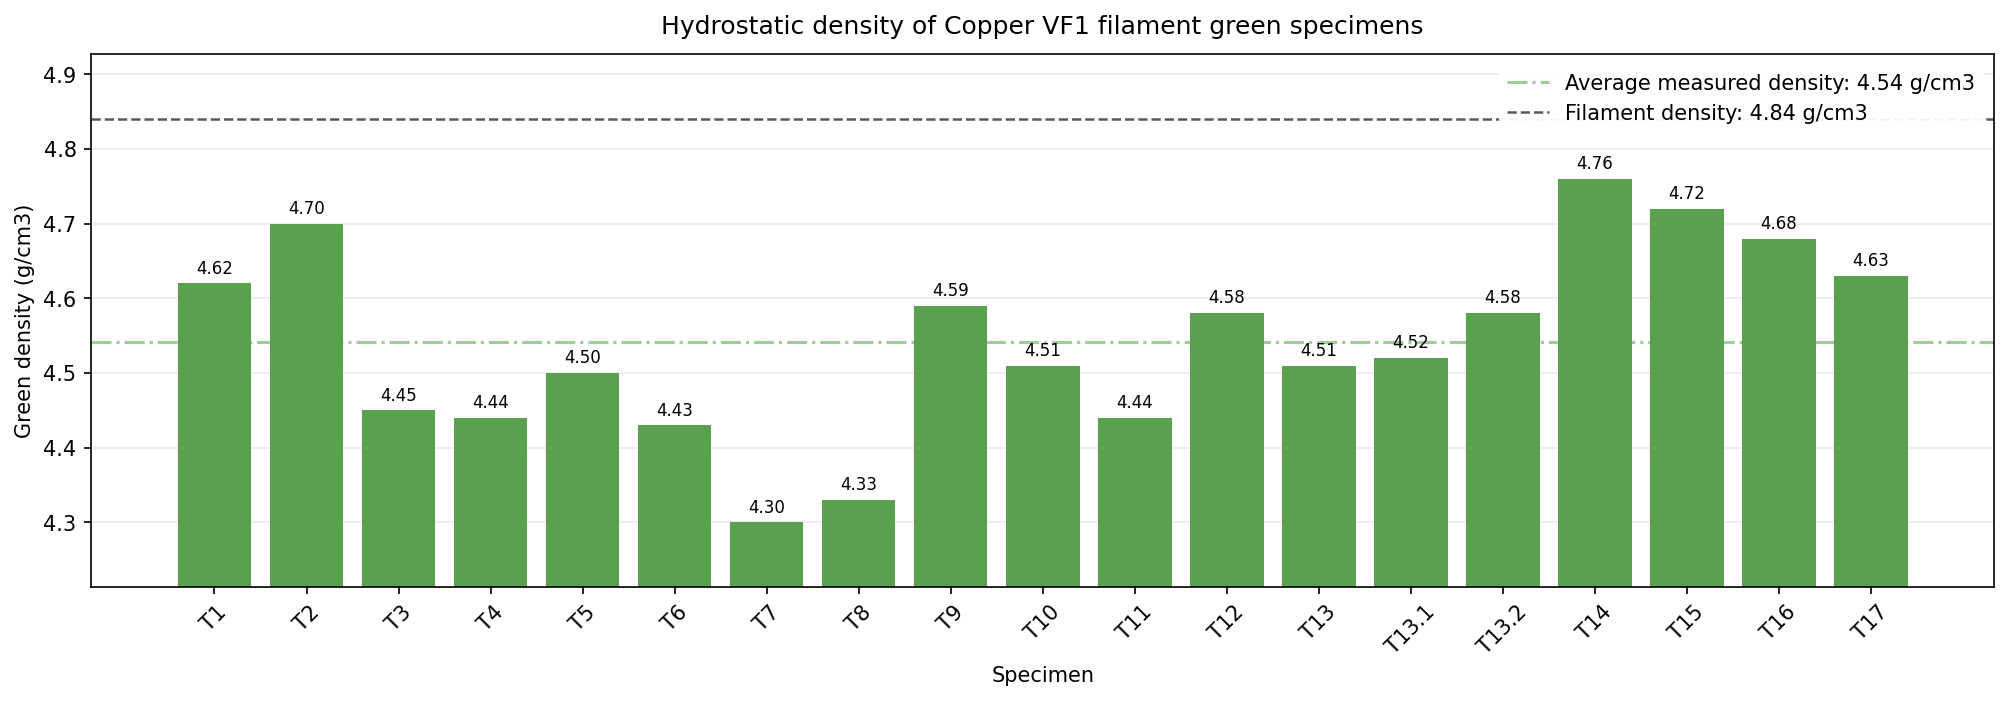 Hydrostatic density of Copper VF1 filament green specimens
Average measured density: 4.54 g/cm3
Filament density: 4.84 g/cm3
Green density (g/cm3)
4.9
4.8
4.7
4.6
4.5
4.4
4.3
4.62
4.70
4.45
4.44
4.50
4.43
4.30
4.33
4.59
4.51
4.44
4.58
4.51
4.52
4.58
4.76
4.72
4.68
4.63
T1
T2
T3
T4
T5
T6
T7
T8
T9
T10
T11
T12
T13
T13.1
T13.2
T14
T15
T16
T17
Specimen